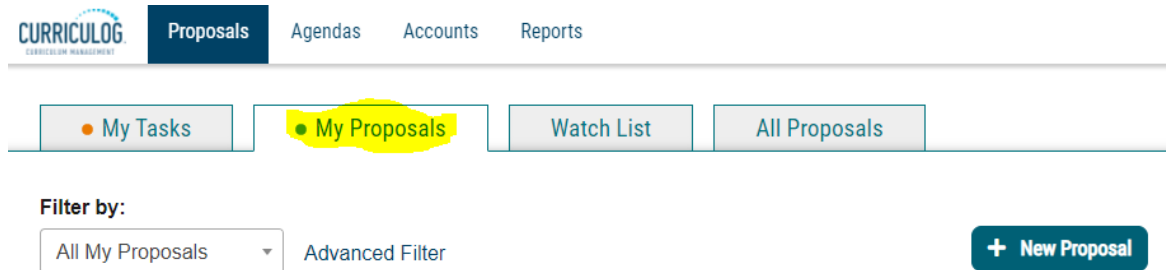 CURRICULOG
CURRICULUM MANAGEMENT
Proposals Agendas Accounts Reports
My Tasks My Proposals Watch List All Proposals
Filter by:
All My Proposals Advanced Filter + New Proposal